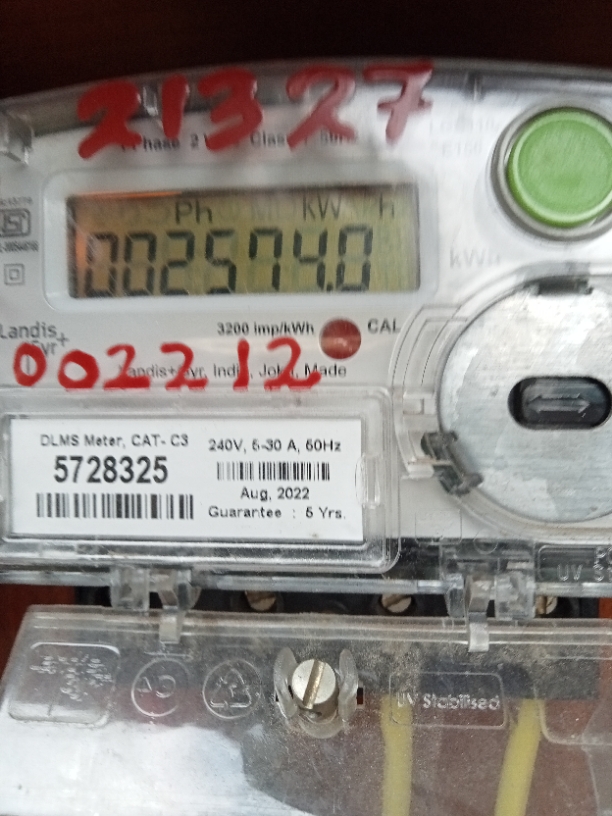 21327
Ph kW h
002574.0
kWh
Landis+
Gyr+
3200 imp/kWh CAL
002212
DLMS Meter, CAT- C3
5728325
240V, 5-30 A, 50Hz
Aug, 2022
Guarantee : 5 Yrs.
UV
UV Stabilised